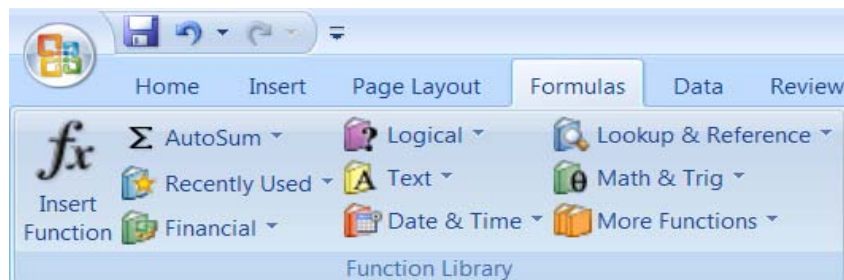 Home Insert Page Layout Formulas Data Review
fx Σ AutoSum ? Logical Lookup & Reference
Insert Function Recently Used A Text θ Math & Trig
Financial Date & Time More Functions
Function Library